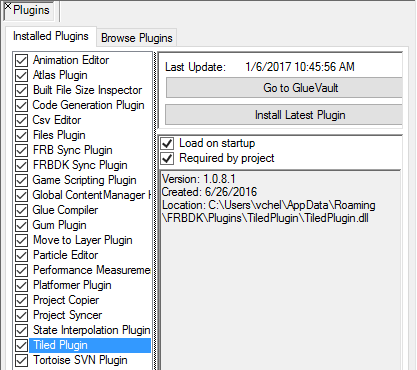 Plugins
Installed Plugins
Browse Plugins
Animation Editor
Atlas Plugin
Built File Size Inspector
Code Generation Plugin
Csv Editor
Files Plugin
FRB Sync Plugin
FRBDK Sync Plugin
Game Scripting Plugin
Global ContentManager H
Glue Compiler
Gum Plugin
Move to Layer Plugin
Particle Editor
Performance Measuremen
Platformer Plugin
Project Copier
Project Syncer
State Interpolation Plugin
Tiled Plugin
Tortoise SVN Plugin
Last Update: 1/6/2017 10:45:56 AM
Go to GlueVault
Install Latest Plugin
Load on startup
Required by project
Version: 1.0.8.1
Created: 6/26/2016
Location: C:\Users\vchel\AppData\Roaming
\FRBDK\Plugins\TiledPlugin\TiledPlugin.dll